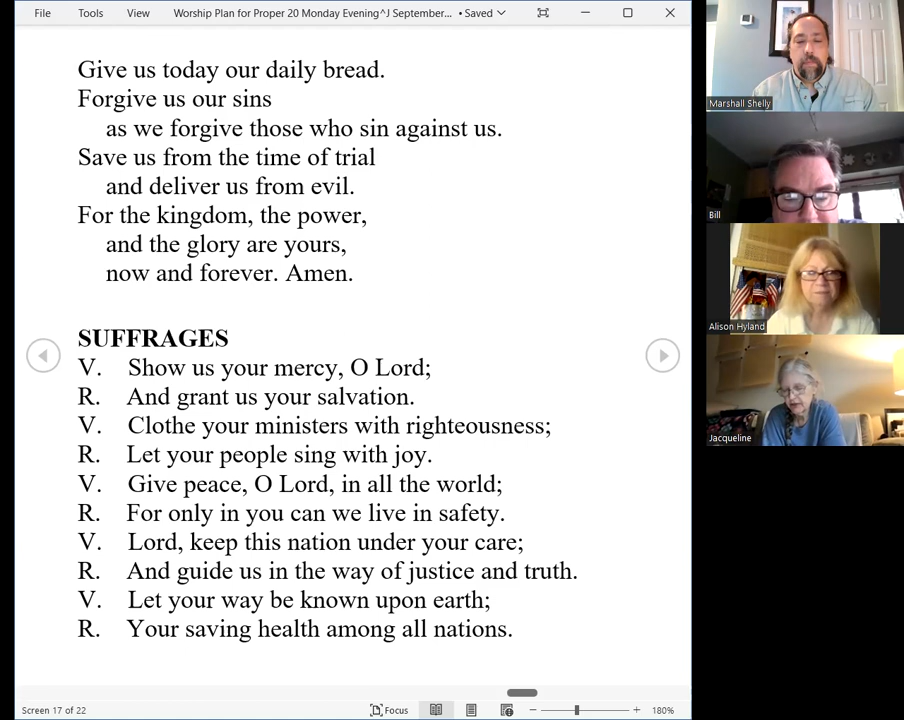 File Tools View Worship Plan for Proper 20 Monday Evening^J September... • Saved
Give us today our daily bread.
Forgive us our sins
as we forgive those who sin against us.
Save us from the time of trial
and deliver us from evil.
For the kingdom, the power,
and the glory are yours,
now and forever. Amen.
SUFFRAGES
V. Show us your mercy, O Lord;
R. And grant us your salvation.
V. Clothe your ministers with righteousness;
R. Let your people sing with joy.
V. Give peace, O Lord, in all the world;
R. For only in you can we live in safety.
V. Lord, keep this nation under your care;
R. And guide us in the way of justice and truth.
V. Let your way be known upon earth;
R. Your saving health among all nations.
Screen 17 of 22 Focus 180%
Marshall Shelly
Bill
Alison Hyland
Jacqueline